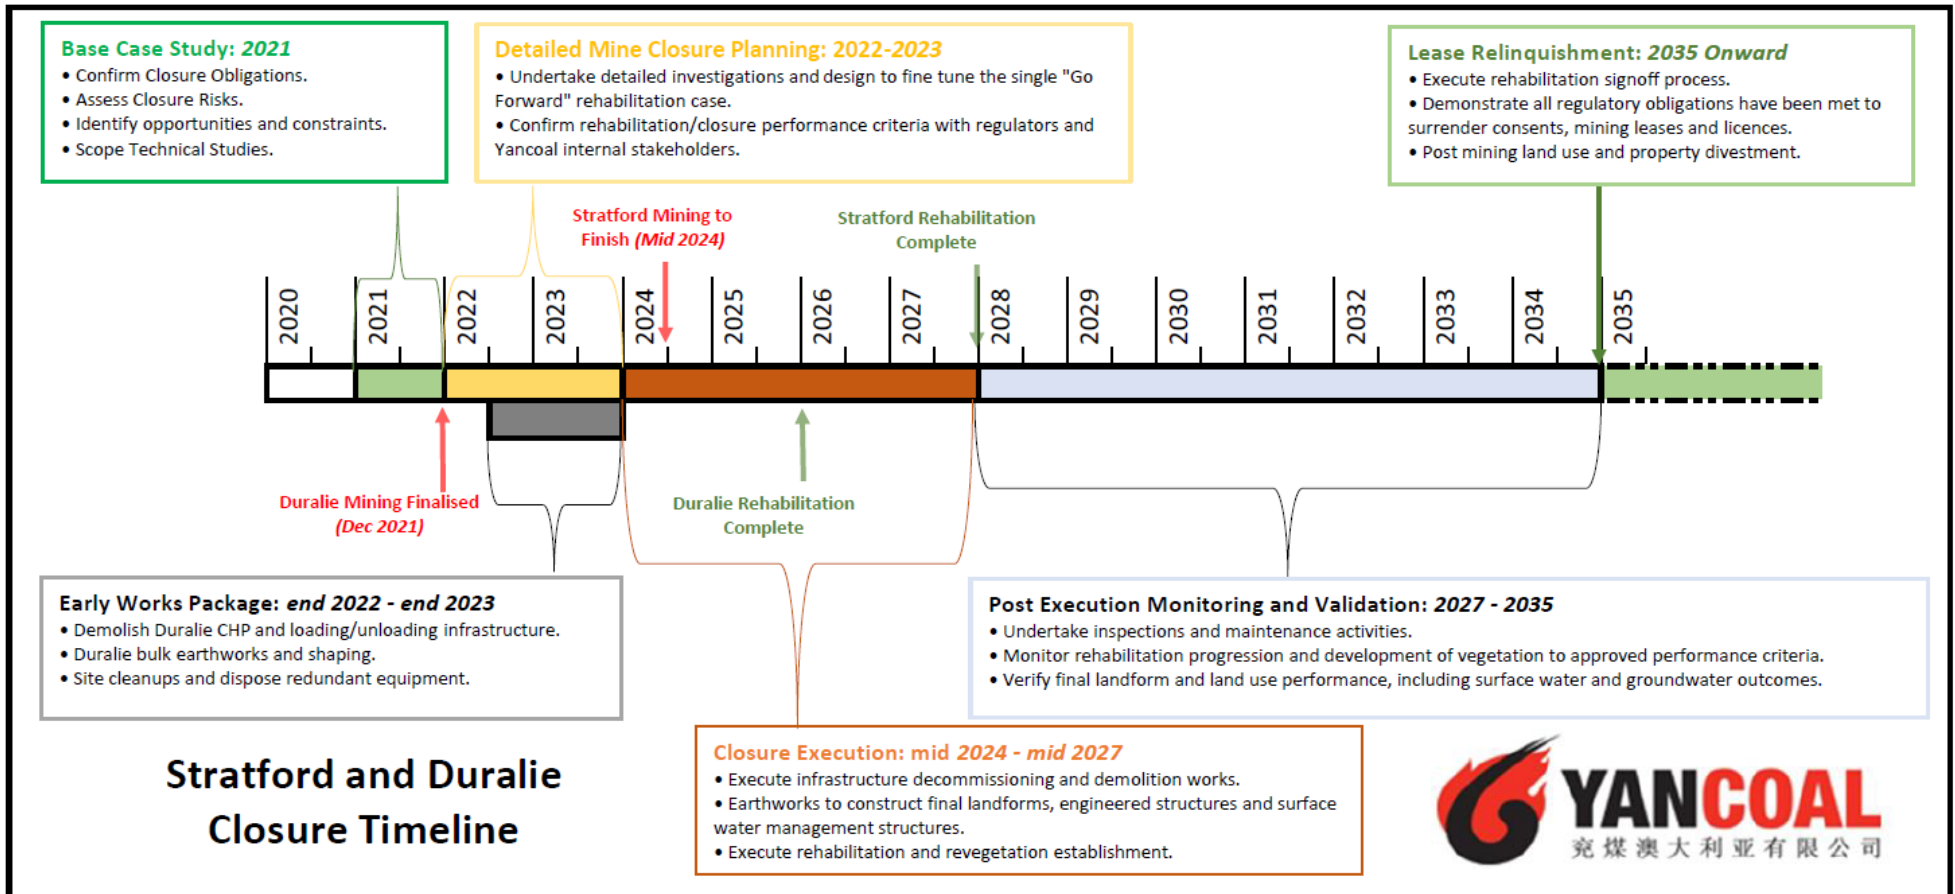 Base Case Study: 2021
• Confirm Closure Obligations.
• Assess Closure Risks.
• Identify opportunities and constraints.
• Scope Technical Studies.
Detailed Mine Closure Planning: 2022-2023
• Undertake detailed investigations and design to fine tune the single "Go
Forward" rehabilitation case.
• Confirm rehabilitation/closure performance criteria with regulators and
Yancoal internal stakeholders.
Lease Relinquishment: 2035 Onward
• Execute rehabilitation signoff process.
• Demonstrate all regulatory obligations have been met to
surrender consents, mining leases and licences.
• Post mining land use and property divestment.
Stratford Mining to
Finish (Mid 2024)
Stratford Rehabilitation
Complete
2020
2021
2022
2023
2024
2025
2026
2027
2028
2029
2030
2031
2032
2033
2034
2035
Duralie Mining Finalised
(Dec 2021)
Duralie Rehabilitation
Complete
Early Works Package: end 2022 - end 2023
• Demolish Duralie CHP and loading/unloading infrastructure.
• Duralie bulk earthworks and shaping.
• Site cleanups and dispose redundant equipment.
Post Execution Monitoring and Validation: 2027 - 2035
• Undertake inspections and maintenance activities.
• Monitor rehabilitation progression and development of vegetation to approved performance criteria.
• Verify final landform and land use performance, including surface water and groundwater outcomes.
Closure Execution: mid 2024 - mid 2027
• Execute infrastructure decommissioning and demolition works.
• Earthworks to construct final landforms, engineered structures and surface
water management structures.
• Execute rehabilitation and revegetation establishment.
Stratford and Duralie
Closure Timeline
YANCOAL
兖煤澳大利亚有限公司